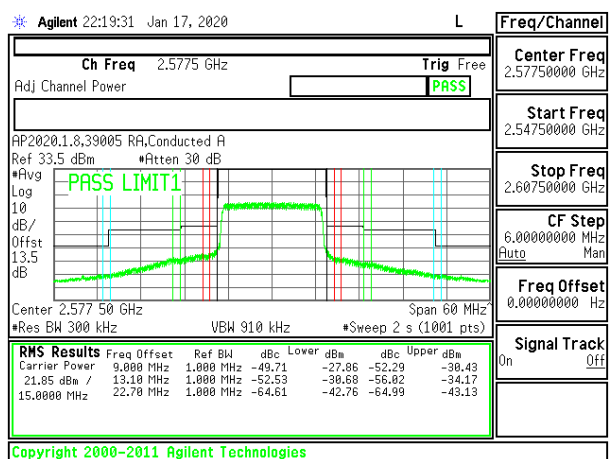 Agilent 22:19:31 Jan 17, 2020 L
Freq/Channel
Ch Freq 2.5775 GHz Trig Free
Adj Channel Power PASS
Center Freq
2.57750000 GHz
Start Freq
2.54750000 GHz
Stop Freq
2.60750000 GHz
CF Step
6.00000000 MHz
Auto Man
Freq Offset
0.00000000 Hz
Signal Track
On Off
AP2020.1.8,39005 RA,Conducted A
Ref 33.5 dBm #Atten 30 dB
#Avg
Log
10
dB/
Offst
13.5
dB
PASS LIMIT1
Center 2.577 50 GHz Span 60 MHz^
#Res BW 300 kHz VBW 910 kHz #Sweep 2 s (1001 pts)
RMS Results Freq Offset Ref BW dBc Lower dBm dBc Upper dBm
Carrier Power 9.000 MHz 1.000 MHz -49.71 -27.86 -52.29 -30.43
21.85 dBm / 13.10 MHz 1.000 MHz -52.53 -30.68 -56.02 -34.17
15.0000 MHz 22.70 MHz 1.000 MHz -64.61 -42.76 -64.99 -43.13
Copyright 2000-2011 Agilent Technologies